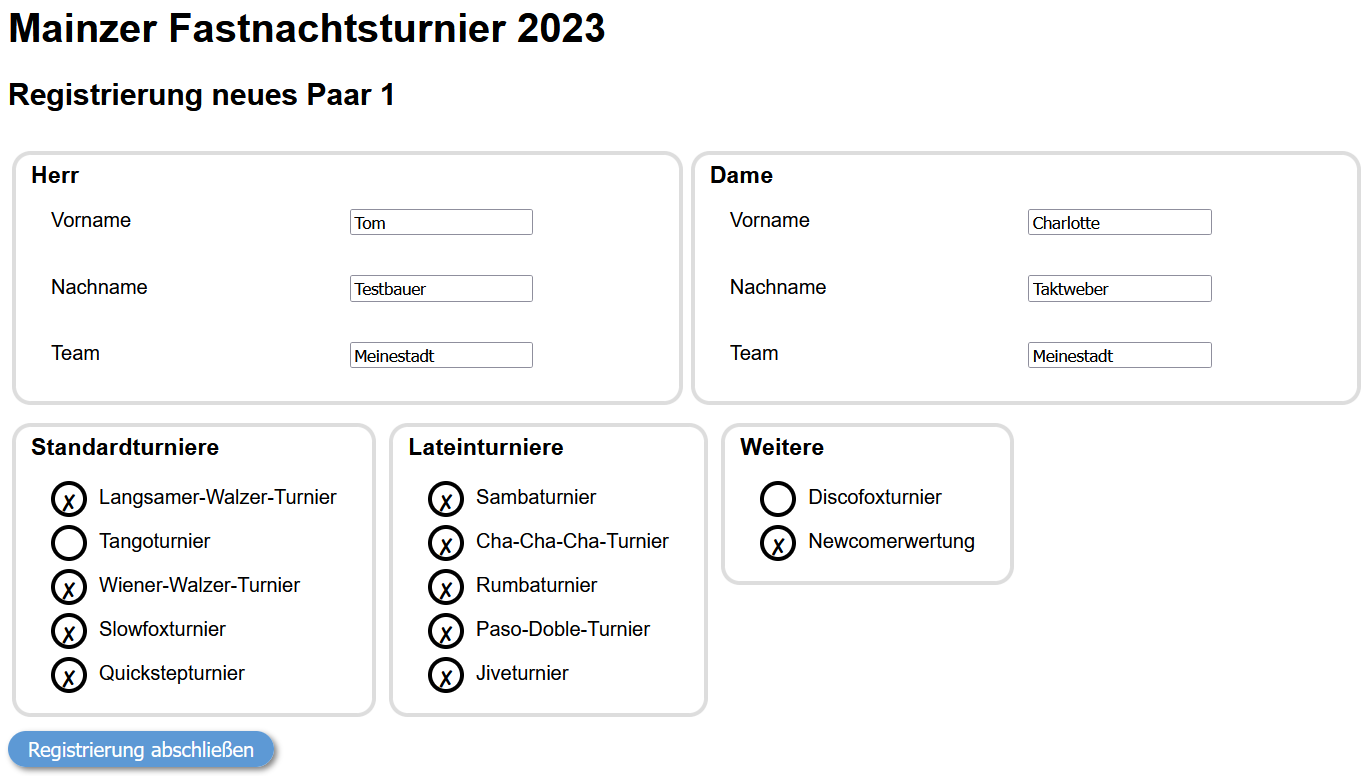 Mainzer Fastnachtsturnier 2023
Registrierung neues Paar 1
Herr
Vorname Tom
Nachname Testbauer
Team Meinestadt
Dame
Vorname Charlotte
Nachname Taktweber
Team Meinestadt
Standardturniere
✗ Langsamer-Walzer-Turnier
Tangoturnier
✗ Wiener-Walzer-Turnier
✗ Slowfoxturnier
✗ Quickstepturnier
Lateinturniere
✗ Sambaturnier
✗ Cha-Cha-Cha-Turnier
✗ Rumbaturnier
✗ Paso-Doble-Turnier
✗ Jiveturnier
Weitere
Discofoxturnier
✗ Newcomerwertung
Registrierung abschließen